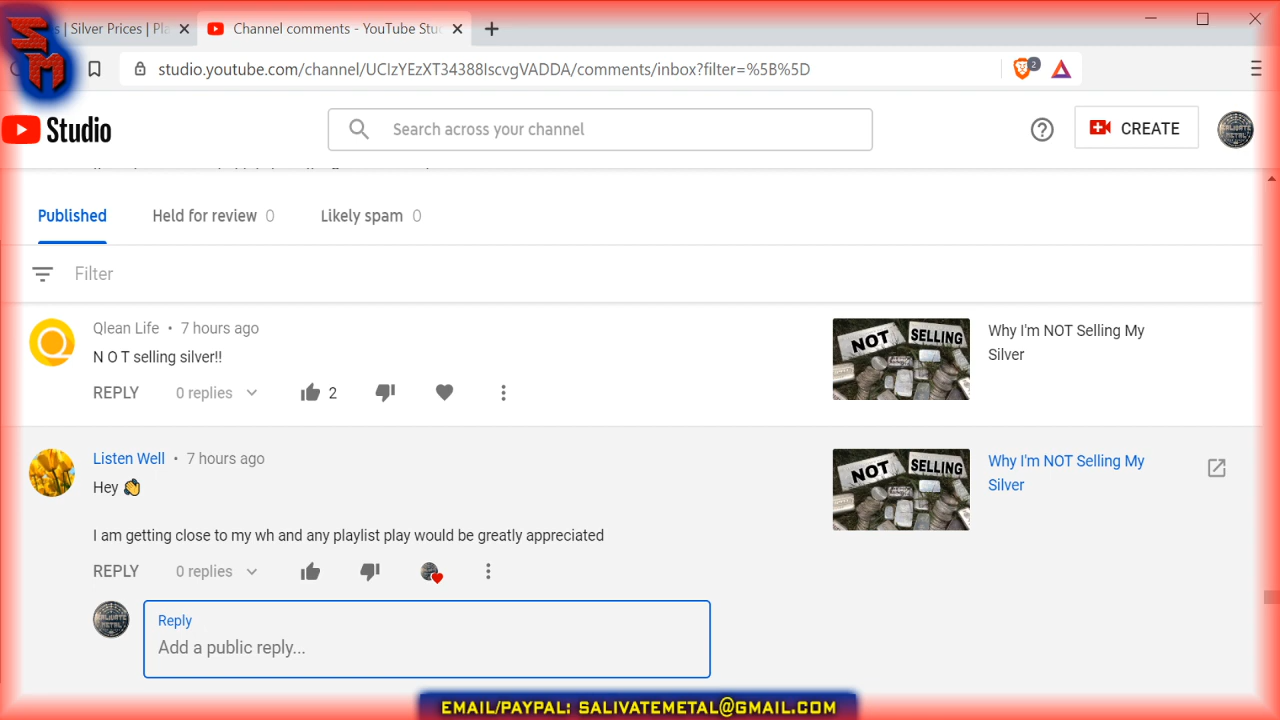 s | Silver Prices | Pla
Channel comments - YouTube Stu
SM
studio.youtube.com/channel/UCIzYEzXT34388IscvgVADDA/comments/inbox?filter=%5B%5D
2
Studio
Search across your channel
CREATE
Published
Held for review 0
Likely spam 0
Filter
Qlean Life • 7 hours ago
N O T selling silver!!
REPLY 0 replies 2
NOT SELLING
Why I'm NOT Selling My
Silver
Listen Well • 7 hours ago
Hey 👏
I am getting close to my wh and any playlist play would be greatly appreciated
REPLY 0 replies
NOT SELLING
Why I'm NOT Selling My
Silver
Reply
Add a public reply...
EMAIL/PAYPAL: SALIVATEMETAL@GMAIL.COM